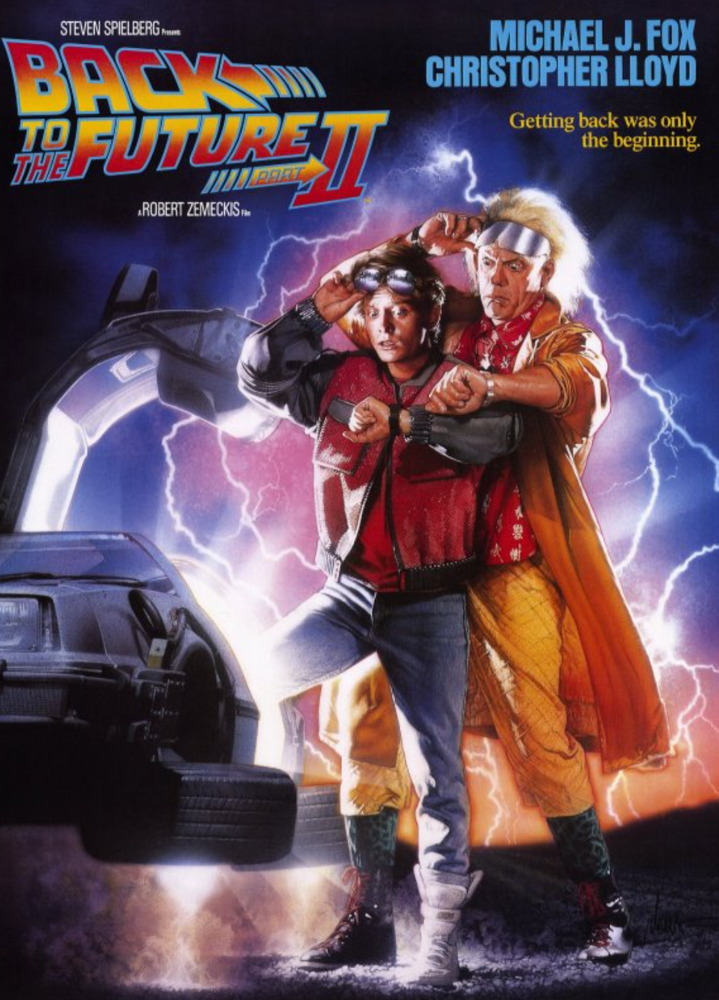 STEVEN SPIELBERG Presents
BACK
TO
THE FUTURE
PART II
A ROBERT ZEMECKIS Film
MICHAEL J. FOX
CHRISTOPHER LLOYD
Getting back was only
the beginning.